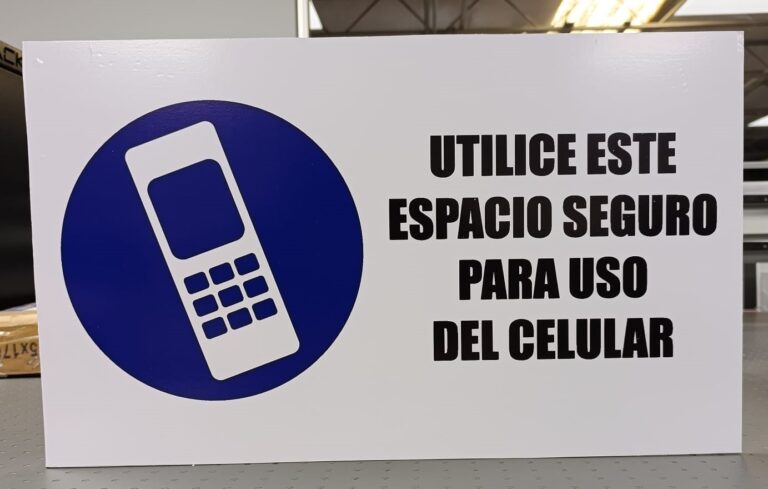 UTILICE ESTE
ESPACIO SEGURO
PARA USO
DEL CELULAR